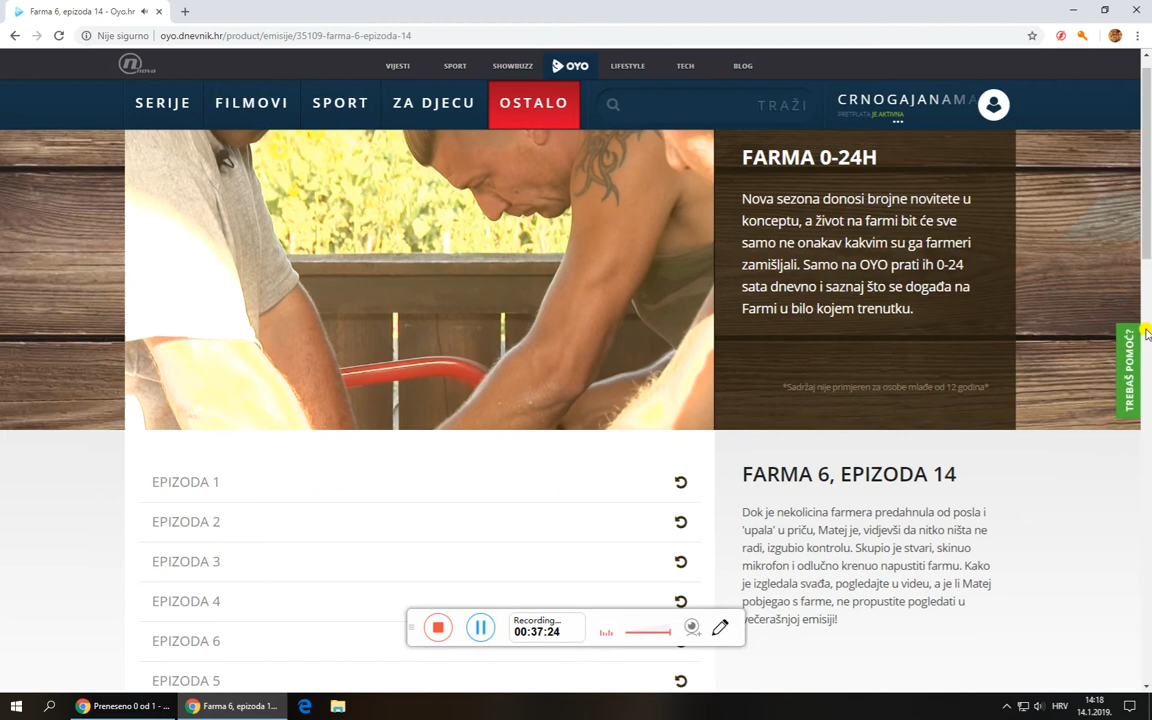 Farma 6, epizoda 14 - Oyo.hr
Nije sigurno
oyo.dnevnik.hr/product/emisije/35109-farma-6-epizoda-14
nova
VIJESTI
SPORT
SHOWBUZZ
OYO
LIFESTYLE
TECH
BLOG
SERIJE
FILMOVI
SPORT
ZA DJECU
OSTALO
TRAŽI
CRNOGAJANAMA
PRETPLATA JE AKTIVNA
FARMA 0-24H
Nova sezona donosi brojne novitete u
konceptu, a život na farmi bit će sve
samo ne onakav kakvim su ga farmeri
zamišljali. Samo na OYO prati ih 0-24
sata dnevno i saznaj što se događa na
Farmi u bilo kojem trenutku.
*Sadržaj nije primjeren za osobe mlađe od 12 godina*
TREBAŠ POMOĆ?
EPIZODA 1
EPIZODA 2
EPIZODA 3
EPIZODA 4
EPIZODA 6
EPIZODA 5
FARMA 6, EPIZODA 14
Dok je nekolicina farmera predahnula od posla i
'upala' u priču, Matej je, vidjevši da nitko ništa ne
radi, izgubio kontrolu. Skupio je stvari, skinuo
mikrofon i odlučno krenuo napustiti farmu. Kako
je izgledala svađa, pogledajte u videu, a je li Matej
pobjegao s farme, ne propustite pogledati u
večerašnjoj emisiji!
Recording...
00:37:24
Preneseno 0 od 1 - ...
Farma 6, epizoda 1...
HRV
14:18
14.1.2019.